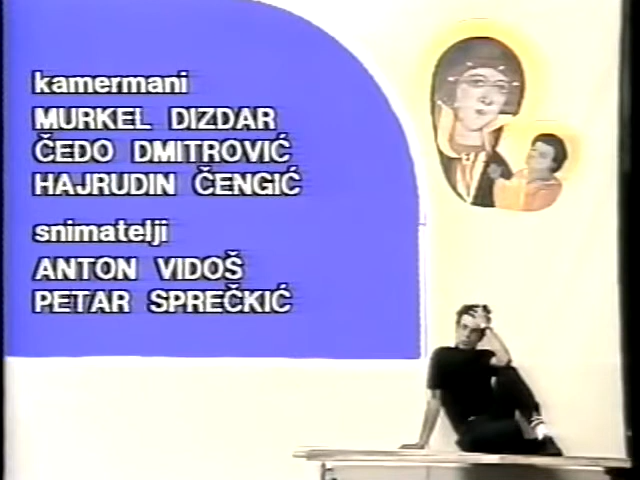 kamermani
MURKEL DIZDAR
ČEDO DMITROVIĆ
HAJRUDIN ČENGIĆ
snimatelji
ANTON VIDOŠ
PETAR SPREČKIĆ